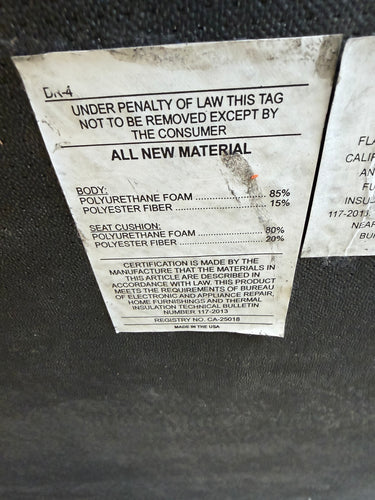 DR-4
UNDER PENALTY OF LAW THIS TAG
NOT TO BE REMOVED EXCEPT BY
THE CONSUMER
ALL NEW MATERIAL
BODY:
POLYURETHANE FOAM ........................ 85%
POLYESTER FIBER ............................... 15%
SEAT CUSHION:
POLYURETHANE FOAM ........................ 80%
POLYESTER FIBER ............................... 20%
CERTIFICATION IS MADE BY THE
MANUFACTURE THAT THE MATERIALS IN
THIS ARTICLE ARE DESCRIBED IN
ACCORDANCE WITH LAW. THIS PRODUCT
MEETS THE REQUIREMENTS OF BUREAU
OF ELECTRONIC AND APPLIANCE REPAIR,
HOME FURNISHINGS AND THERMAL
INSULATION TECHNICAL BULLETIN
NUMBER 117-2013
REGISTRY NO. CA-25018
MADE IN THE USA
FLA
CALIF
AN
FU
INSUL
117-2013
NEAR
BU